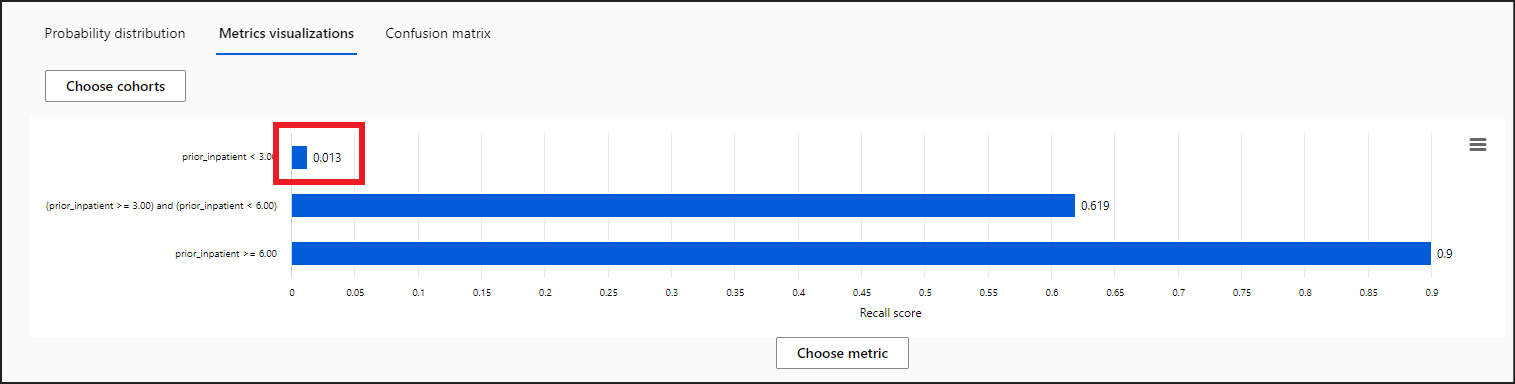 Probability distribution Metrics visualizations Confusion matrix
Choose cohorts
prior_inpatient < 3.00 0.013
(prior_inpatient >= 3.00) and (prior_inpatient < 6.00) 0.619
prior_inpatient >= 6.00 0.9
0 0.05 0.1 0.15 0.2 0.25 0.3 0.35 0.4 0.45 0.5 0.55 0.6 0.65 0.7 0.75 0.8 0.85 0.9
Recall score
Choose metric